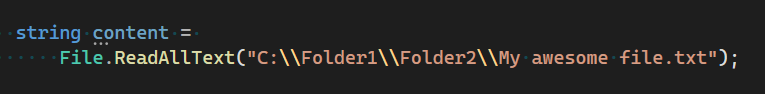 string content =
File.ReadAllText("C:\\Folder1\\Folder2\\My awesome file.txt");